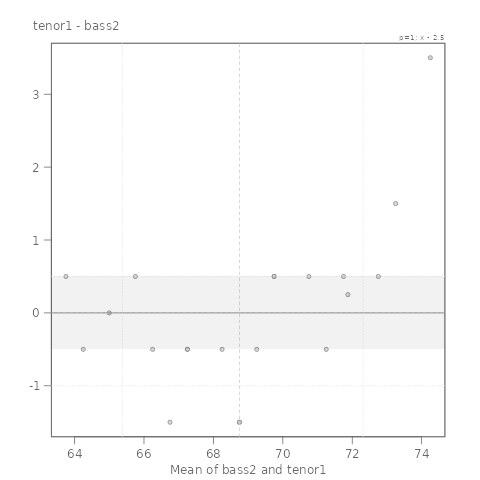 tenor1 - bass2
p=1: x - 2.5
3
2
1
0
-1
64 66 68 70 72 74
Mean of bass2 and tenor1